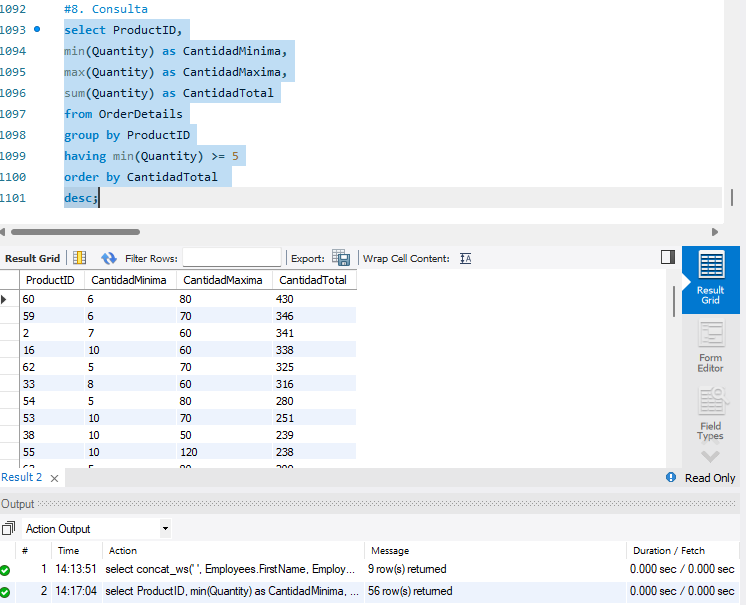 1092 #8. Consulta
1093 select ProductID,
1094 min(Quantity) as CantidadMinima,
1095 max(Quantity) as CantidadMaxima,
1096 sum(Quantity) as CantidadTotal
1097 from OrderDetails
1098 group by ProductID
1099 having min(Quantity) >= 5
1100 order by CantidadTotal
1101 desc;
Result Grid Filter Rows: Export: Wrap Cell Content: IA
ProductID CantidadMinima CantidadMaxima CantidadTotal
60 6 80 430
59 6 70 346
2 7 60 341
16 10 60 338
62 5 70 325
33 8 60 316
54 5 80 280
53 10 70 251
38 10 50 239
55 10 120 238
Result Grid
Form Editor
Field Types
Result 2 Read Only
Output
Action Output
# Time Action Message Duration / Fetch
1 14:13:51 select concat_ws(' ', Employees.FirstName, Employ... 9 row(s) returned 0.000 sec / 0.000 sec
2 14:17:04 select ProductID, min(Quantity) as CantidadMinima, ... 56 row(s) returned 0.000 sec / 0.000 sec